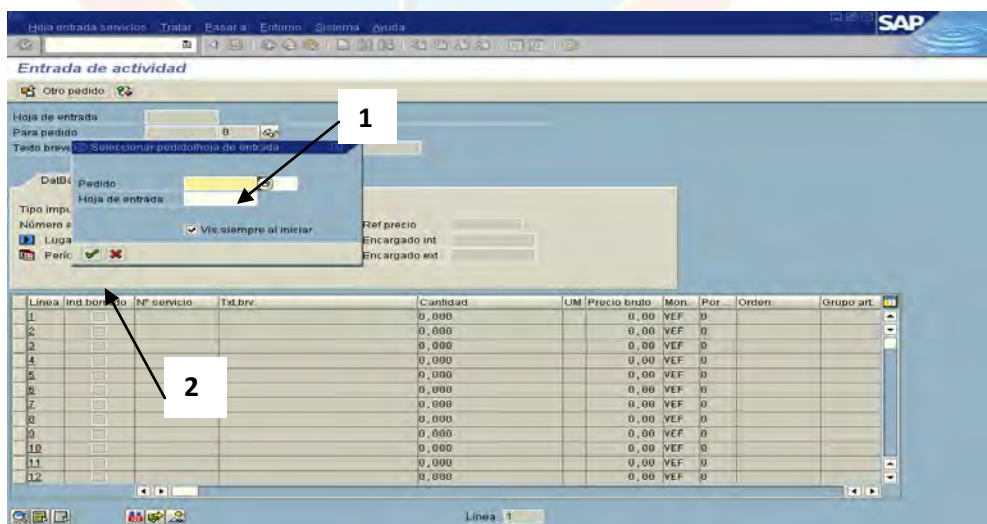 Hoja entrada servicios Tratar Pasar a Entorno Sistema Ayuda
SAP
Entrada de actividad
Otro pedido
Hoja de entrada
Para pedido 0
Texto breve
1
Seleccionar pedido/hoja de entrada
Pedido
Hoja de entrada
Vis.siempre al iniciar
DatBá
Tipo impu
Número e
Luga
Peric
Ref precio
Encargado int
Encargado ext
Línea Ind.borrado Nº servicio Txt.brv. Cantidad UM Precio bruto Mon. Por... Orden Grupo art.
1 0,000 0,00 VEF 0
2 0,000 0,00 VEF 0
3 0,000 0,00 VEF 0
4 0,000 0,00 VEF 0
5 0,000 0,00 VEF 0
6 0,000 0,00 VEF 0
7 0,000 0,00 VEF 0
8 0,000 0,00 VEF 0
9 0,000 0,00 VEF 0
10 0,000 0,00 VEF 0
11 0,000 0,00 VEF 0
12 0,000 0,00 VEF 0
2
Línea 1